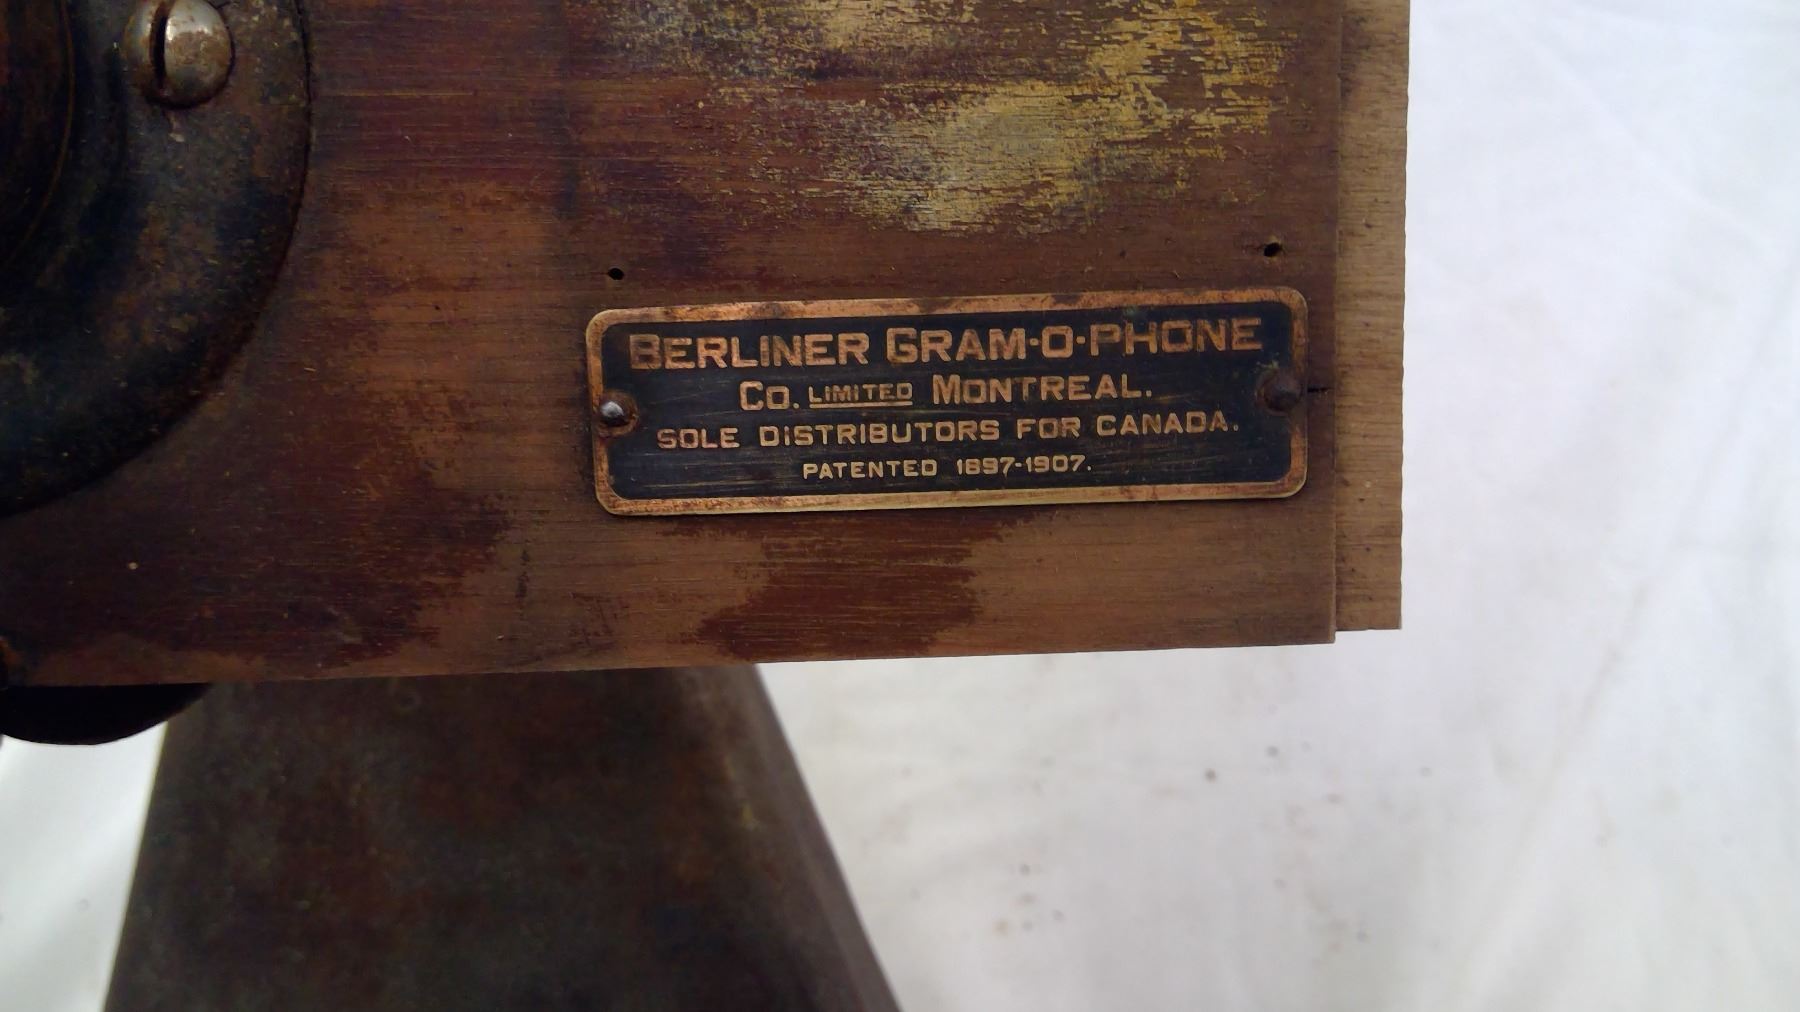 BERLINER GRAM-O-PHONE
CO. LIMITED MONTREAL.
SOLE DISTRIBUTORS FOR CANADA.
PATENTED 1897-1907.